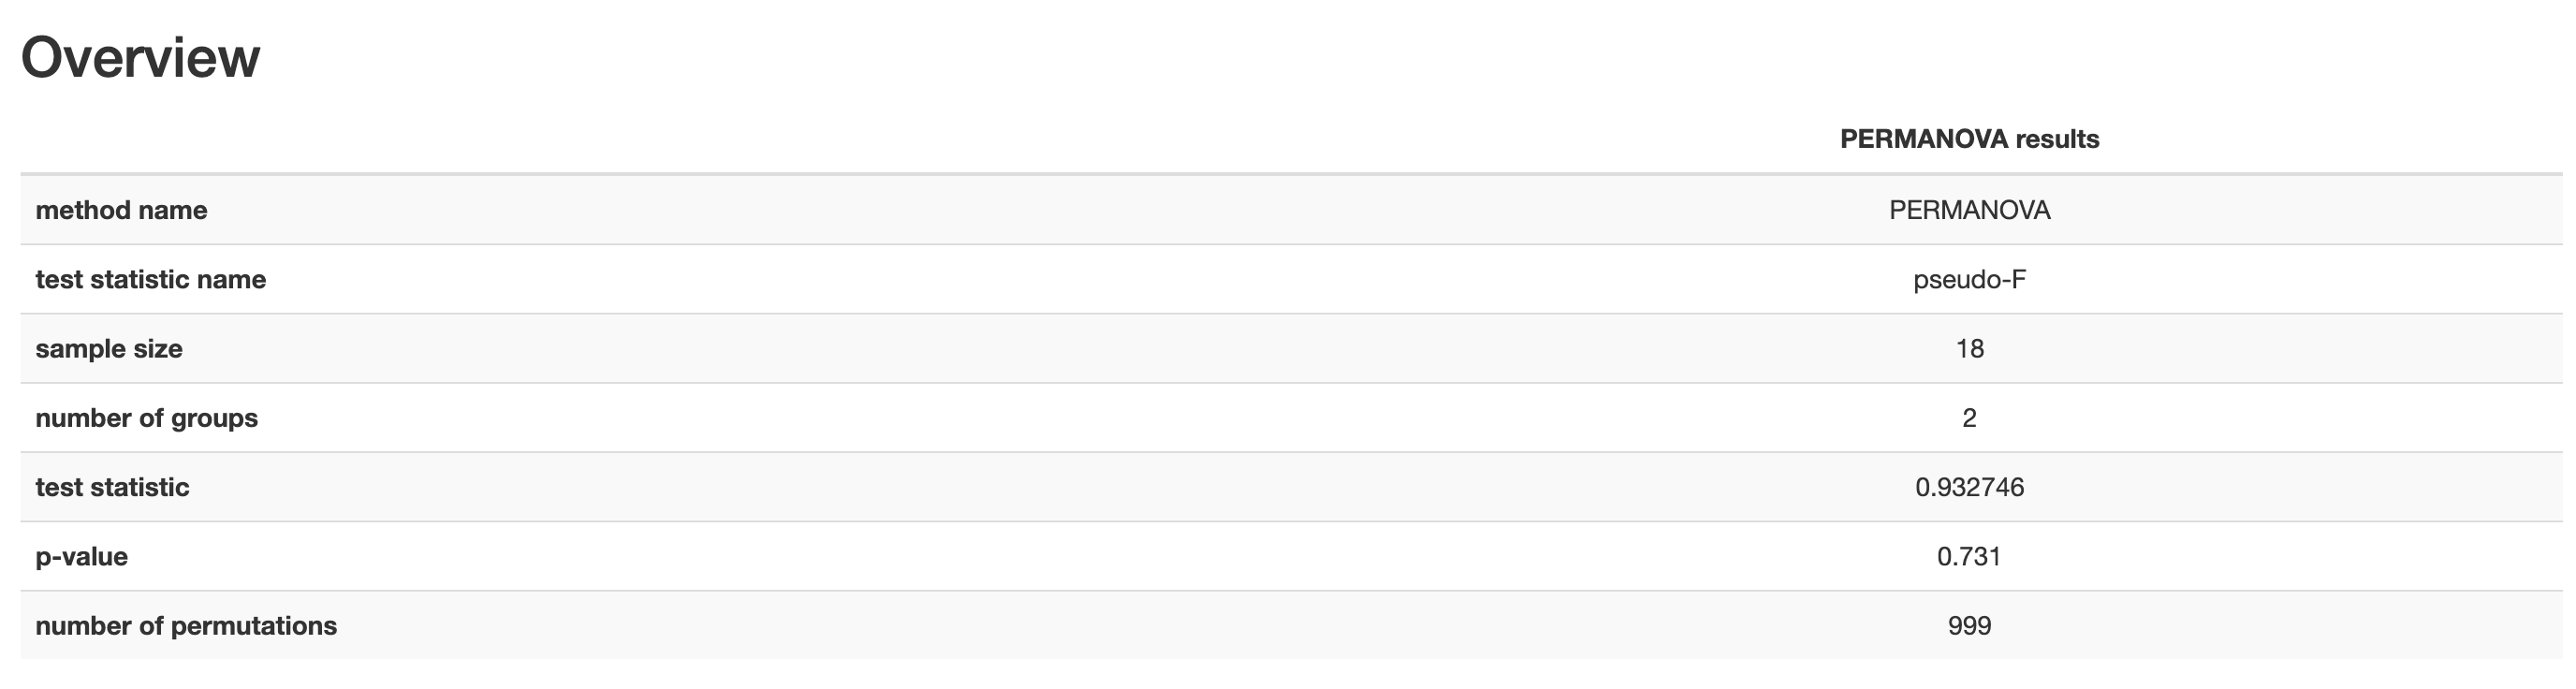 Overview
PERMANOVA results
method name PERMANOVA
test statistic name pseudo-F
sample size 18
number of groups 2
test statistic 0.932746
p-value 0.731
number of permutations 999